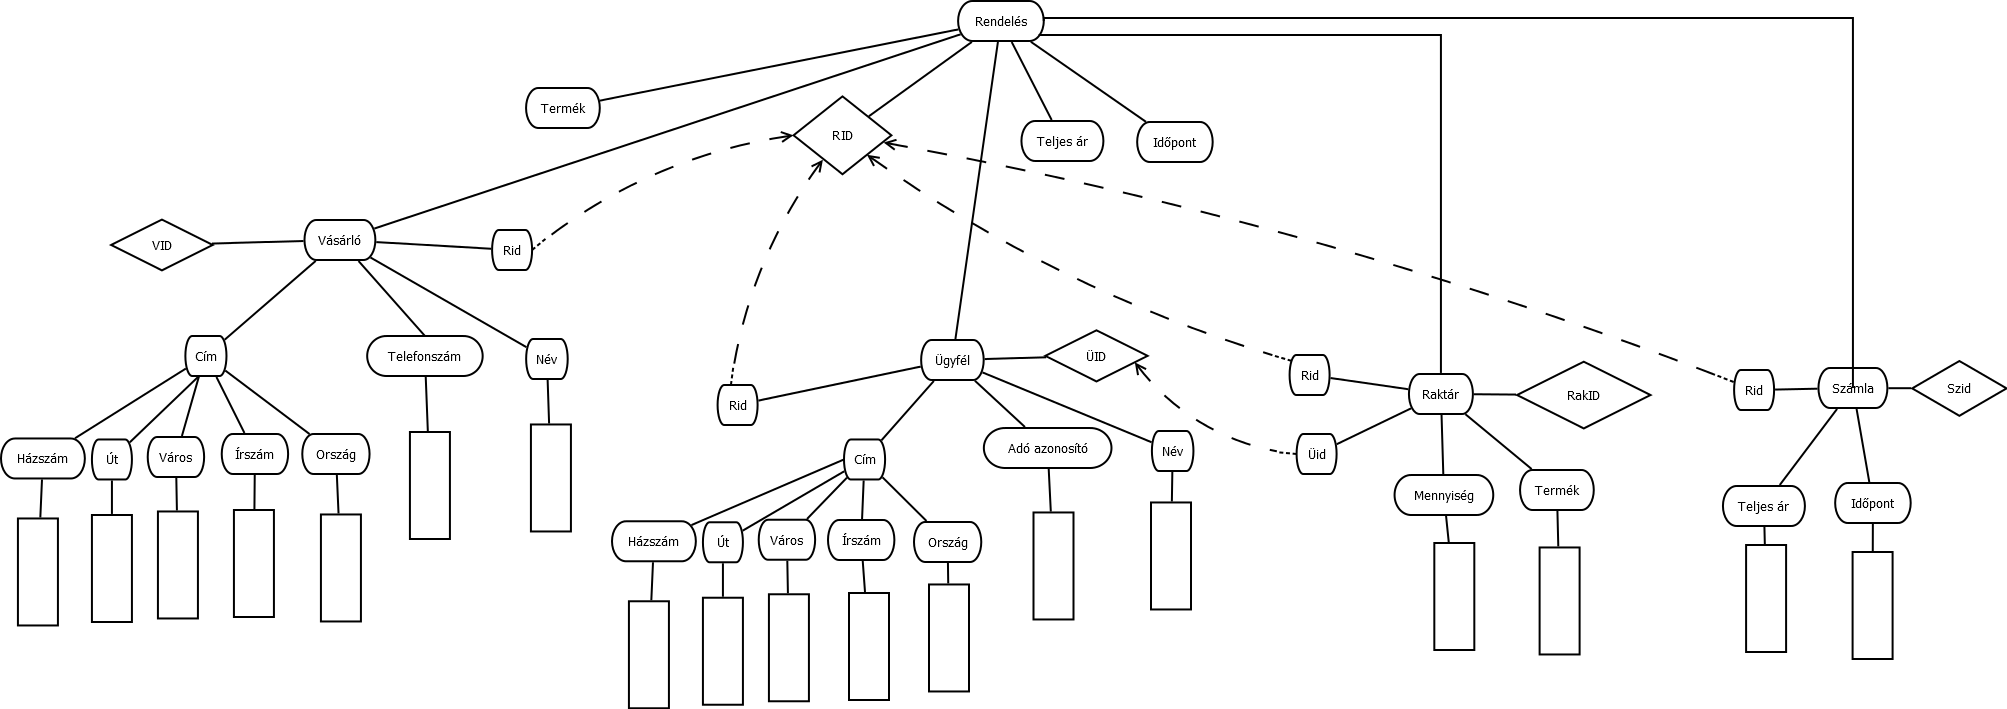 Rendelés
Termék
RID
Teljes ár
Időpont
VID
Vásárló
Rid
Cím
Telefonszám
Név
Házszám
Út
Város
Írszám
Ország
Ügyfél
ÜID
Rid
Cím
Adó azonosító
Név
Házszám
Út
Város
Írszám
Ország
Rid
Raktár
RakID
Üid
Mennyiség
Termék
Rid
Számla
Szid
Teljes ár
Időpont